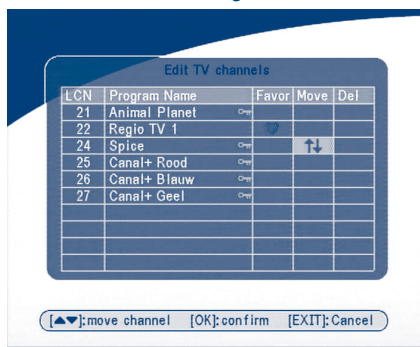 Edit TV channels
LCN Program Name Favor Move Del
21 Animal Planet
22 Regio TV 1
24 Spice
25 Canal+ Rood
26 Canal+ Blauw
27 Canal+ Geel
[▲▼]:move channel [OK]:confirm [EXIT]:Cancel